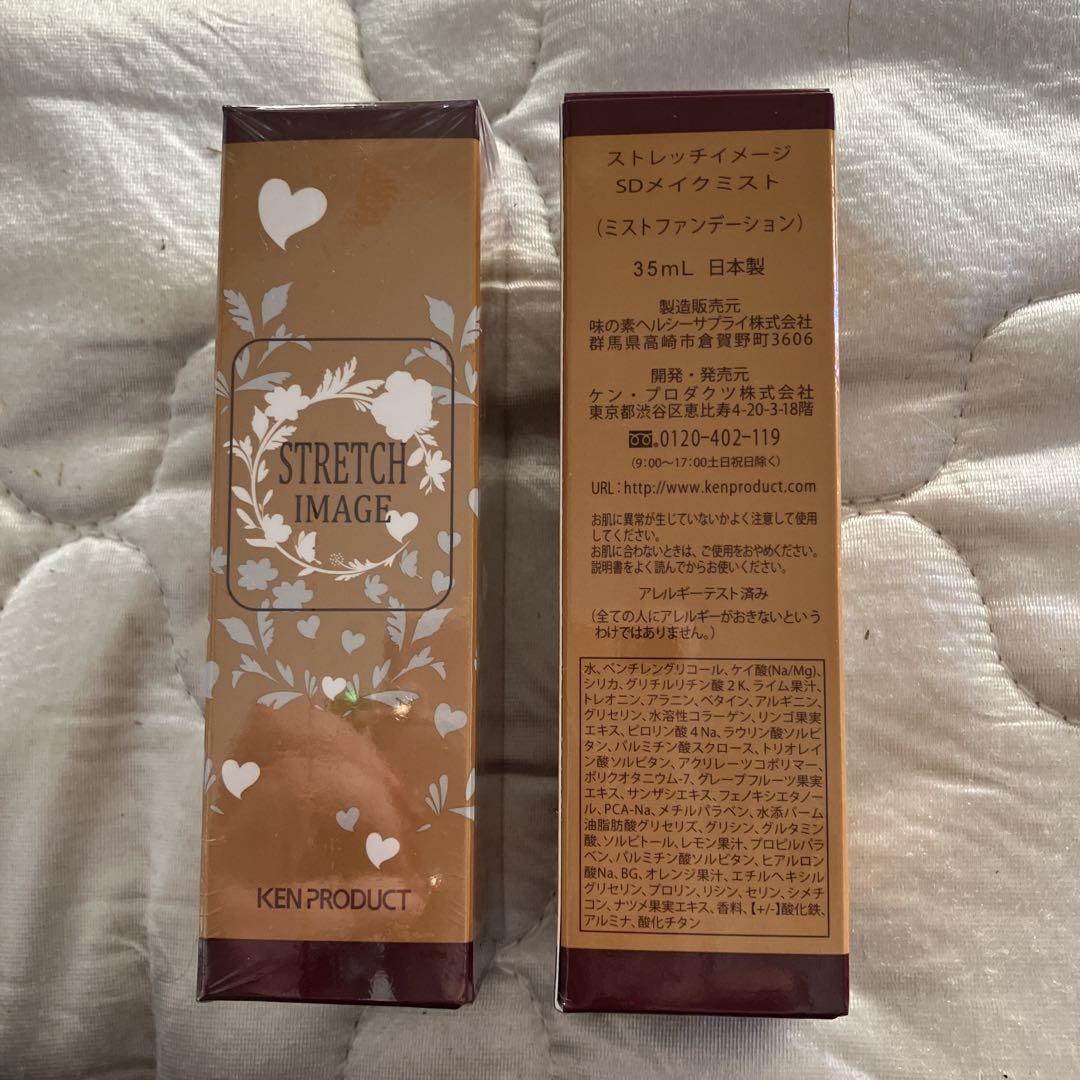 STRETCH
IMAGE
KEN PRODUCT
ストレッチイメージ
SDメイクミスト
(ミストファンデーション)
35mL 日本製
製造販売元
味の素ヘルシーサプライ株式会社
群馬県高崎市倉賀野町3606
開発・発売元
ケン・プロダクツ株式会社
東京都渋谷区恵比寿4-20-3-18階
0120-402-119
(9:00〜17:00土日祝日除く)
URL:http://www.kenproduct.com
お肌に異常が生じていないかよく注意して使用
してください。
お肌に合わないときは、ご使用をおやめください。
説明書をよく読んでからお使いください。
アレルギーテスト済み
(全ての人にアレルギーがおきないという
わけではありません。)
水、ペンチレングリコール、ケイ酸(Na/Mg)、
シリカ、グリチルリチン酸2K、ライム果汁、
トレオニン、アラニン、ベタイン、アルギニン、
グリセリン、水溶性コラーゲン、リンゴ果実
エキス、ピロリン酸4Na、ラウリン酸ソルビ
タン、パルミチン酸スクロース、トリオレイ
ン酸ソルビタン、アクリレーツコポリマー、
ポリクオタニウム-7、グレープフルーツ果実
エキス、サンザシエキス、フェノキシエタノー
ル、PCA-Na、メチルパラベン、水添パーム
油脂肪酸グリセリズ、グリシン、グルタミン
酸、ソルビトール、レモン果汁、プロピルパラ
ベン、パルミチン酸ソルビタン、ヒアルロン
酸Na、BG、オレンジ果汁、エチルヘキシル
グリセリン、プロリン、リシン、セリン、シメチ
コン、ナツメ果実エキス、香料、【+/-】酸化鉄、
アルミナ、酸化チタン